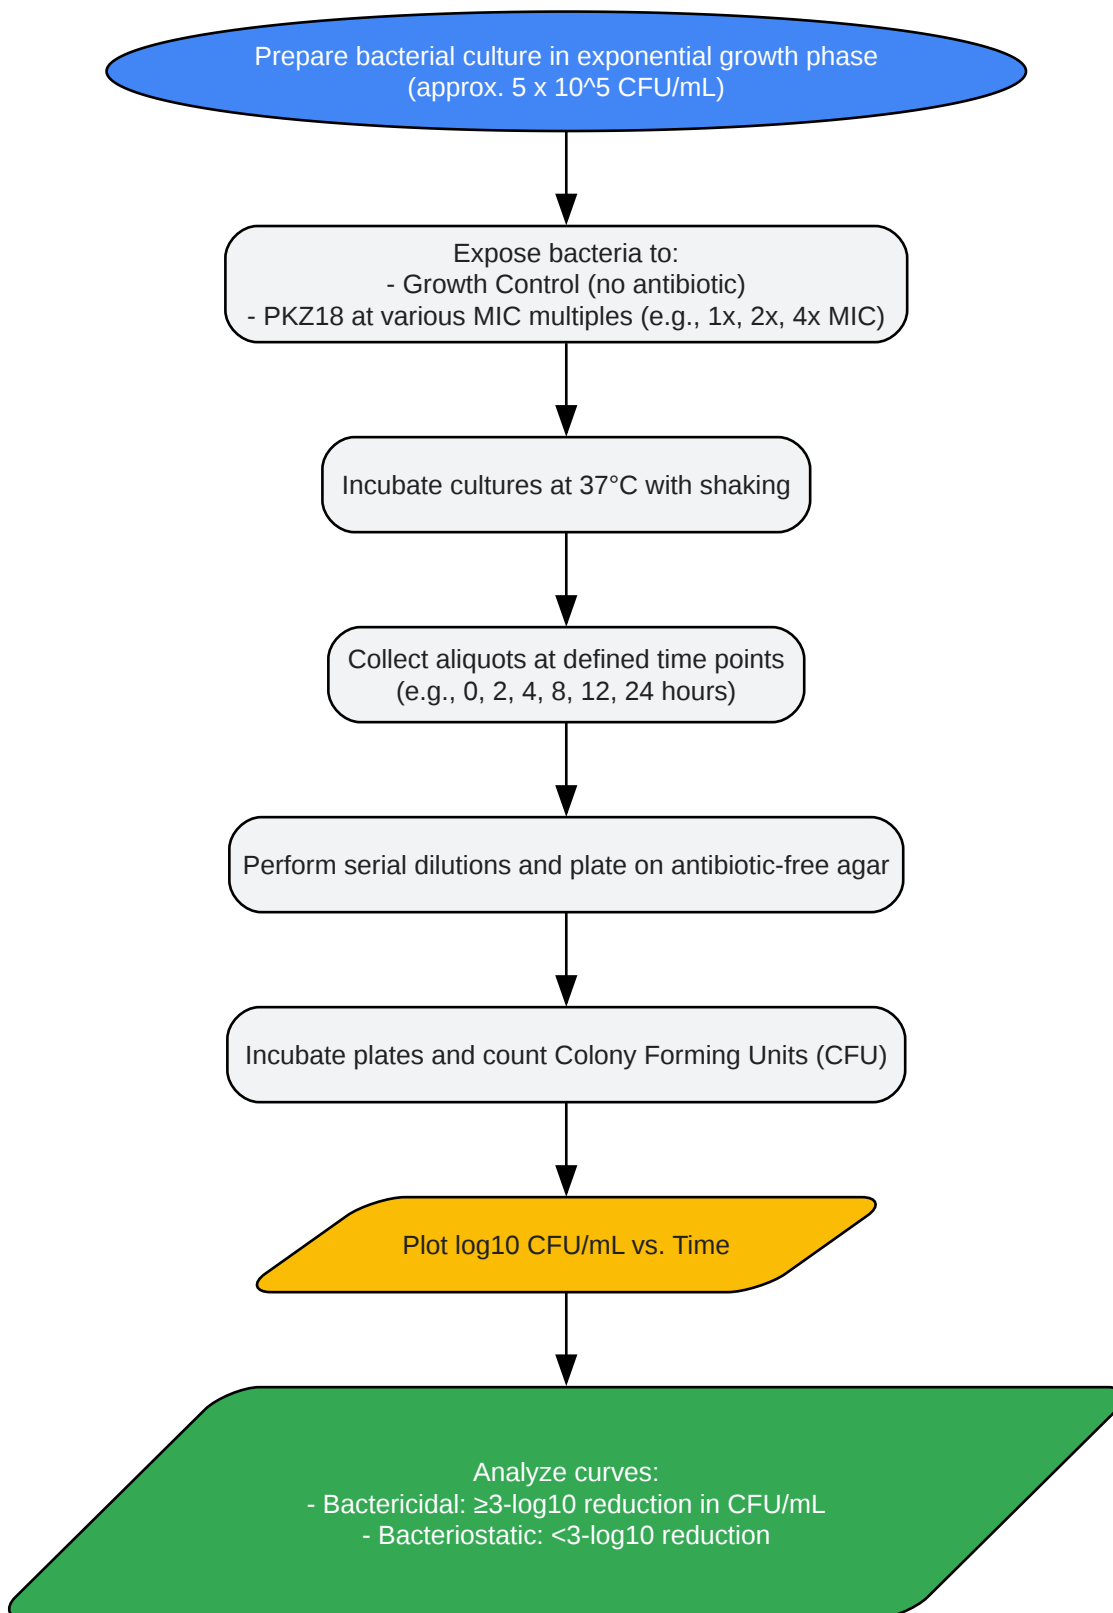 Prepare bacterial culture in exponential growth phase
(approx. 5 x 10^5 CFU/mL)
Expose bacteria to:
- Growth Control (no antibiotic)
- PKZ18 at various MIC multiples (e.g., 1x, 2x, 4x MIC)
Incubate cultures at 37°C with shaking
Collect aliquots at defined time points
(e.g., 0, 2, 4, 8, 12, 24 hours)
Perform serial dilutions and plate on antibiotic-free agar
Incubate plates and count Colony Forming Units (CFU)
Plot log10 CFU/mL vs. Time
Analyze curves:
- Bactericidal: ≥3-log10 reduction in CFU/mL
- Bacteriostatic: <3-log10 reduction